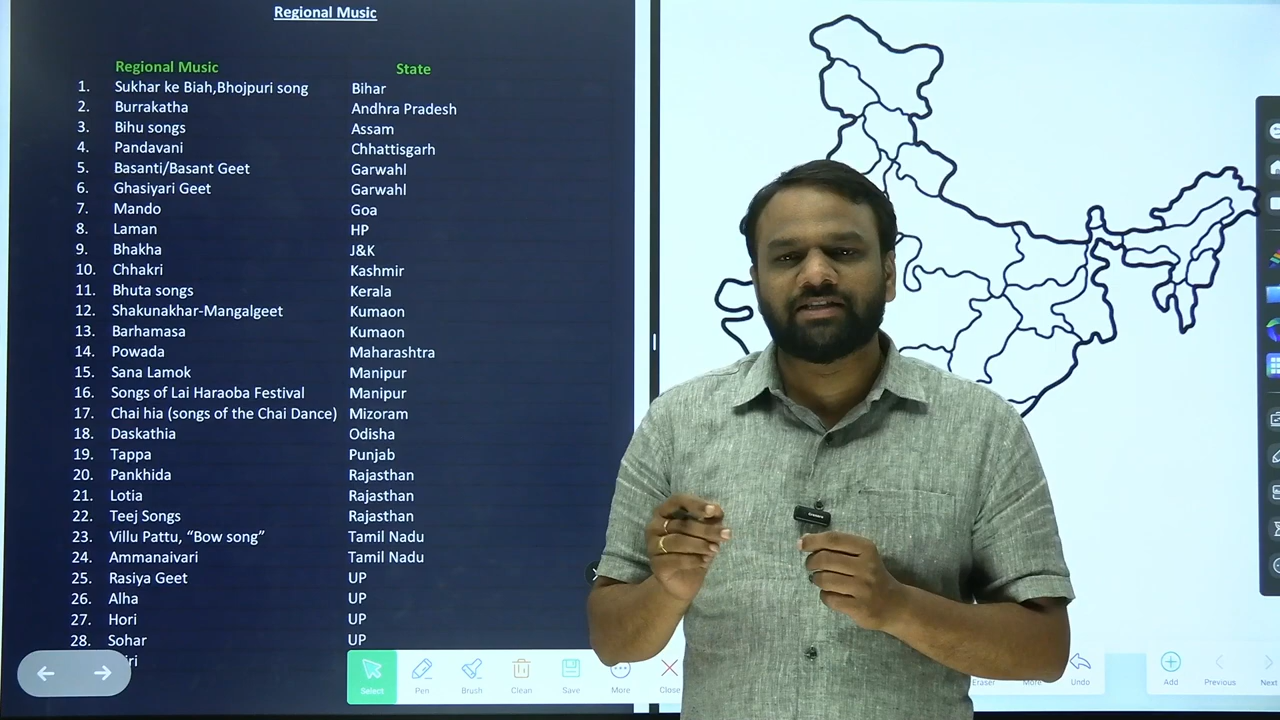 Regional Music
Regional Music State
1. Sukhar ke Biah,Bhojpuri song Bihar
2. Burrakatha Andhra Pradesh
3. Bihu songs Assam
4. Pandavani Chhattisgarh
5. Basanti/Basant Geet Garwahl
6. Ghasiyari Geet Garwahl
7. Mando Goa
8. Laman HP
9. Bhakha J&K
10. Chhakri Kashmir
11. Bhuta songs Kerala
12. Shakunakhar-Mangalgeet Kumaon
13. Barhamasa Kumaon
14. Powada Maharashtra
15. Sana Lamok Manipur
16. Songs of Lai Haraoba Festival Manipur
17. Chai hia (songs of the Chai Dance) Mizoram
18. Daskathia Odisha
19. Tappa Punjab
20. Pankhida Rajasthan
21. Lotia Rajasthan
22. Teej Songs Rajasthan
23. Villu Pattu, “Bow song” Tamil Nadu
24. Ammanaivari Tamil Nadu
25. Rasiya Geet UP
26. Alha UP
27. Hori UP
28. Sohar UP
Select Pen Brush Clean Save More Close Eraser More Undo Add Previous Next